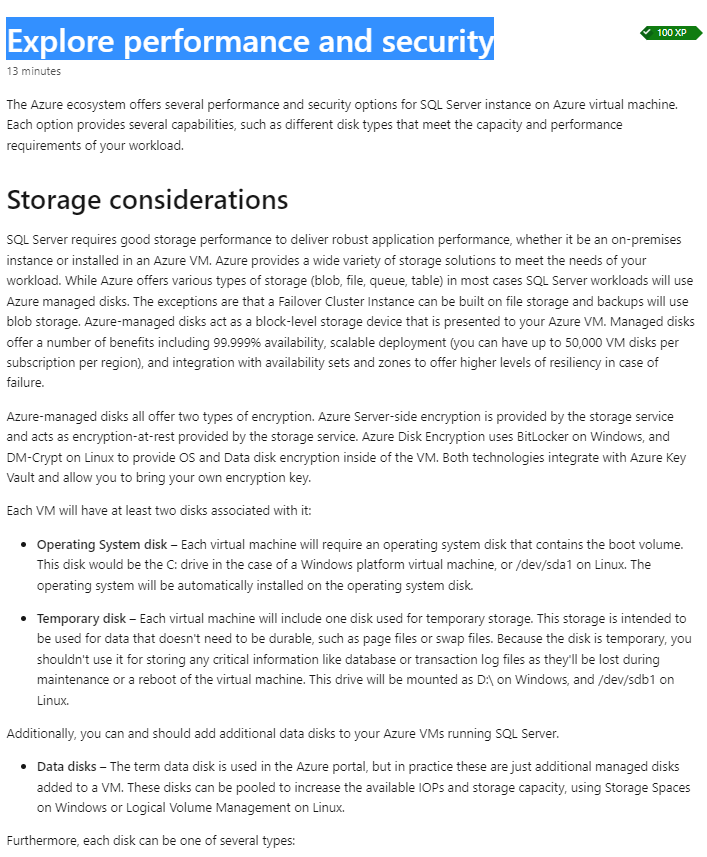 Explore performance and security
100 XP
13 minutes
The Azure ecosystem offers several performance and security options for SQL Server instance on Azure virtual machine.
Each option provides several capabilities, such as different disk types that meet the capacity and performance
requirements of your workload.
Storage considerations
SQL Server requires good storage performance to deliver robust application performance, whether it be an on-premises
instance or installed in an Azure VM. Azure provides a wide variety of storage solutions to meet the needs of your
workload. While Azure offers various types of storage (blob, file, queue, table) in most cases SQL Server workloads will use
Azure managed disks. The exceptions are that a Failover Cluster Instance can be built on file storage and backups will use
blob storage. Azure-managed disks act as a block-level storage device that is presented to your Azure VM. Managed disks
offer a number of benefits including 99.999% availability, scalable deployment (you can have up to 50,000 VM disks per
subscription per region), and integration with availability sets and zones to offer higher levels of resiliency in case of
failure.
Azure-managed disks all offer two types of encryption. Azure Server-side encryption is provided by the storage service
and acts as encryption-at-rest provided by the storage service. Azure Disk Encryption uses BitLocker on Windows, and
DM-Crypt on Linux to provide OS and Data disk encryption inside of the VM. Both technologies integrate with Azure Key
Vault and allow you to bring your own encryption key.
Each VM will have at least two disks associated with it:
• Operating System disk – Each virtual machine will require an operating system disk that contains the boot volume.
This disk would be the C: drive in the case of a Windows platform virtual machine, or /dev/sda1 on Linux. The
operating system will be automatically installed on the operating system disk.
• Temporary disk – Each virtual machine will include one disk used for temporary storage. This storage is intended to
be used for data that doesn't need to be durable, such as page files or swap files. Because the disk is temporary, you
shouldn't use it for storing any critical information like database or transaction log files as they'll be lost during
maintenance or a reboot of the virtual machine. This drive will be mounted as D:\ on Windows, and /dev/sdb1 on
Linux.
Additionally, you can and should add additional data disks to your Azure VMs running SQL Server.
• Data disks – The term data disk is used in the Azure portal, but in practice these are just additional managed disks
added to a VM. These disks can be pooled to increase the available IOPs and storage capacity, using Storage Spaces
on Windows or Logical Volume Management on Linux.
Furthermore, each disk can be one of several types: